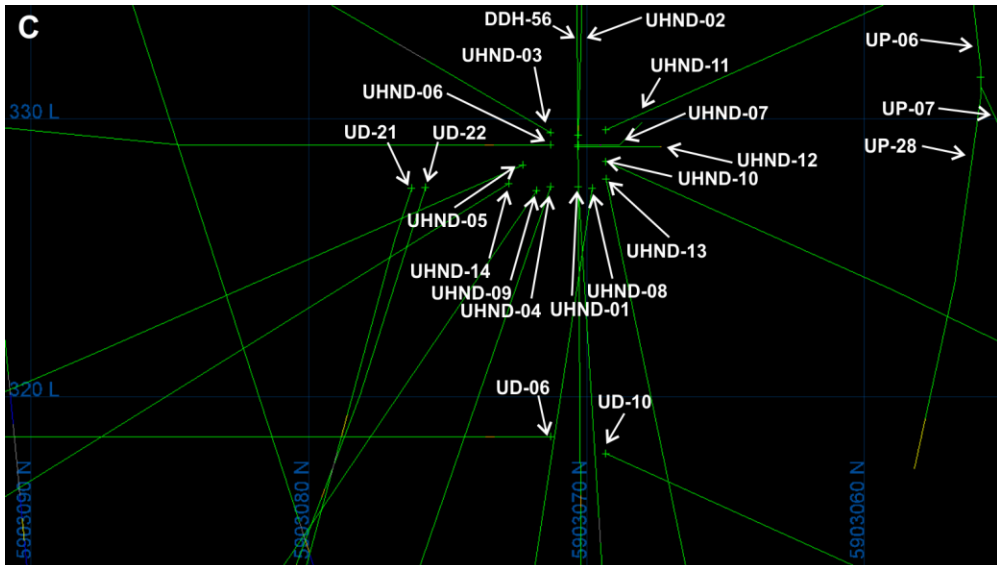 C
DDH-56
UHND-02
UP-06
UHND-03
UHND-11
UHND-06
UHND-07
UP-07
330 L
UD-21
UD-22
UP-28
UHND-12
UHND-10
UHND-05
UHND-13
UHND-14
UHND-09
UHND-08
UHND-04
UHND-01
320 L
UD-06
UD-10
5903090 N
5903080 N
5903070 N
5903060 N